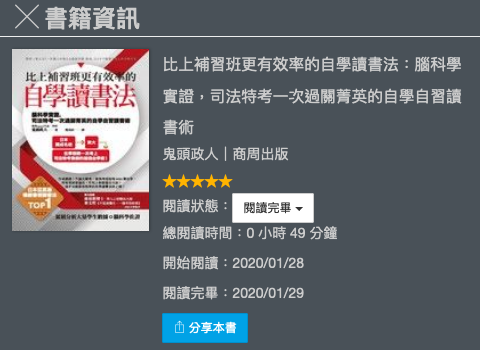 書籍資訊
比上補習班更有效率的
自學讀書法
腦科學實證,
司法特考一次過關菁英的自學自習讀書術
TOP1
比上補習班更有效率的自學讀書法:腦科學
實證,司法特考一次過關菁英的自學自習讀
書術
鬼頭政人|商周出版
閱讀狀態:閱讀完畢
總閱讀時間:0 小時 49 分鐘
開始閱讀:2020/01/28
閱讀完畢:2020/01/29
分享本書